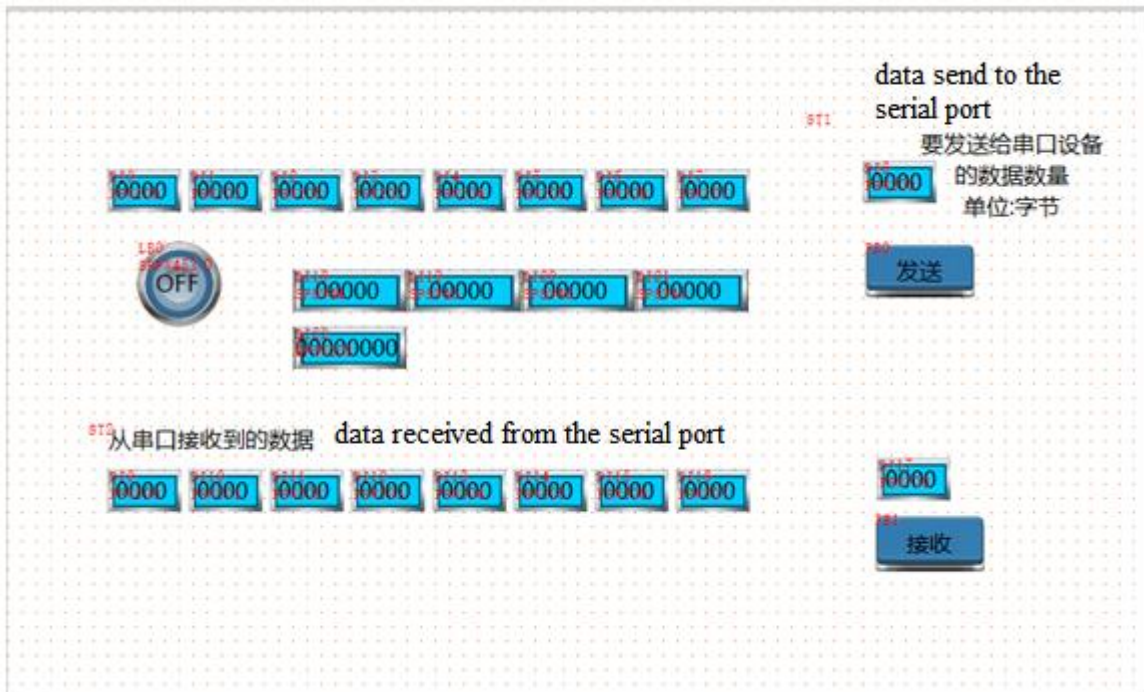 data send to the
serial port
ST1
要发送给串口设备
的数据数量
单位:字节
0000 0000 0000 0000 0000 0000 0000 0000 0000
OFF
00000 00000 00000 00000
发送
00000000
ST2
从串口接收到的数据 data received from the serial port
0000 0000 0000 0000 0000 0000 0000 0000 0000
接收